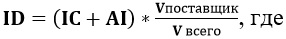 ID = (IC + AI) * Vпоставщик / V всего, где